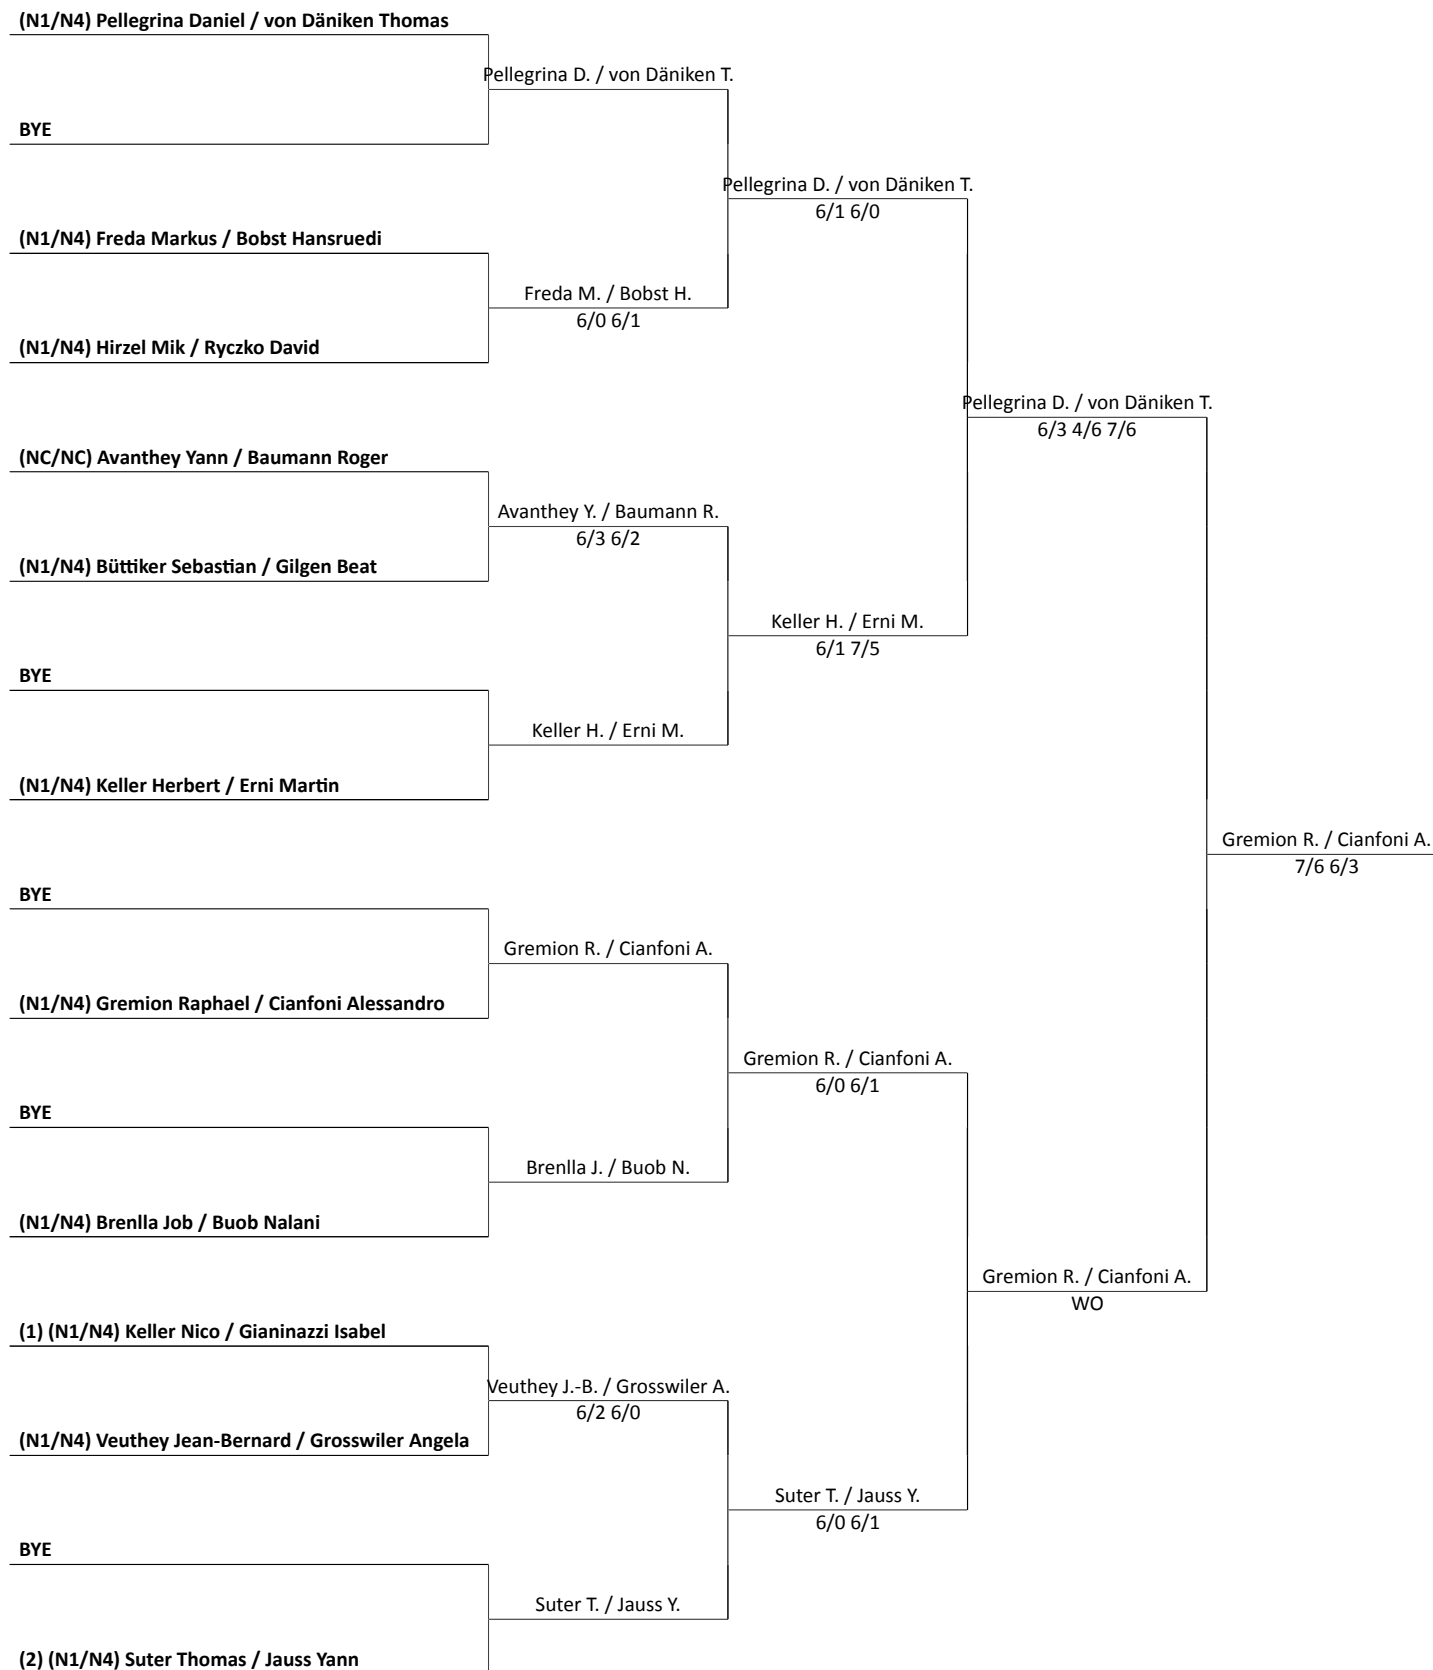 (N1/N4) Pellegrina Daniel / von Däniken Thomas
Pellegrina D. / von Däniken T.
BYE
Pellegrina D. / von Däniken T.
6/1 6/0
(N1/N4) Freda Markus / Bobst Hansruedi
Freda M. / Bobst H.
6/0 6/1
(N1/N4) Hirzel Mik / Ryczko David
Pellegrina D. / von Däniken T.
6/3 4/6 7/6
(NC/NC) Avanthey Yann / Baumann Roger
Avanthey Y. / Baumann R.
6/3 6/2
(N1/N4) Büttiker Sebastian / Gilgen Beat
Keller H. / Erni M.
6/1 7/5
BYE
Keller H. / Erni M.
(N1/N4) Keller Herbert / Erni Martin
Gremion R. / Cianfoni A.
7/6 6/3
BYE
Gremion R. / Cianfoni A.
(N1/N4) Gremion Raphael / Cianfoni Alessandro
Gremion R. / Cianfoni A.
6/0 6/1
BYE
Brenlla J. / Buob N.
(N1/N4) Brenlla Job / Buob Nalani
Gremion R. / Cianfoni A.
WO
(1) (N1/N4) Keller Nico / Gianinazzi Isabel
Veuthey J.-B. / Grosswiler A.
6/2 6/0
(N1/N4) Veuthey Jean-Bernard / Grosswiler Angela
Suter T. / Jauss Y.
6/0 6/1
BYE
Suter T. / Jauss Y.
(2) (N1/N4) Suter Thomas / Jauss Yann